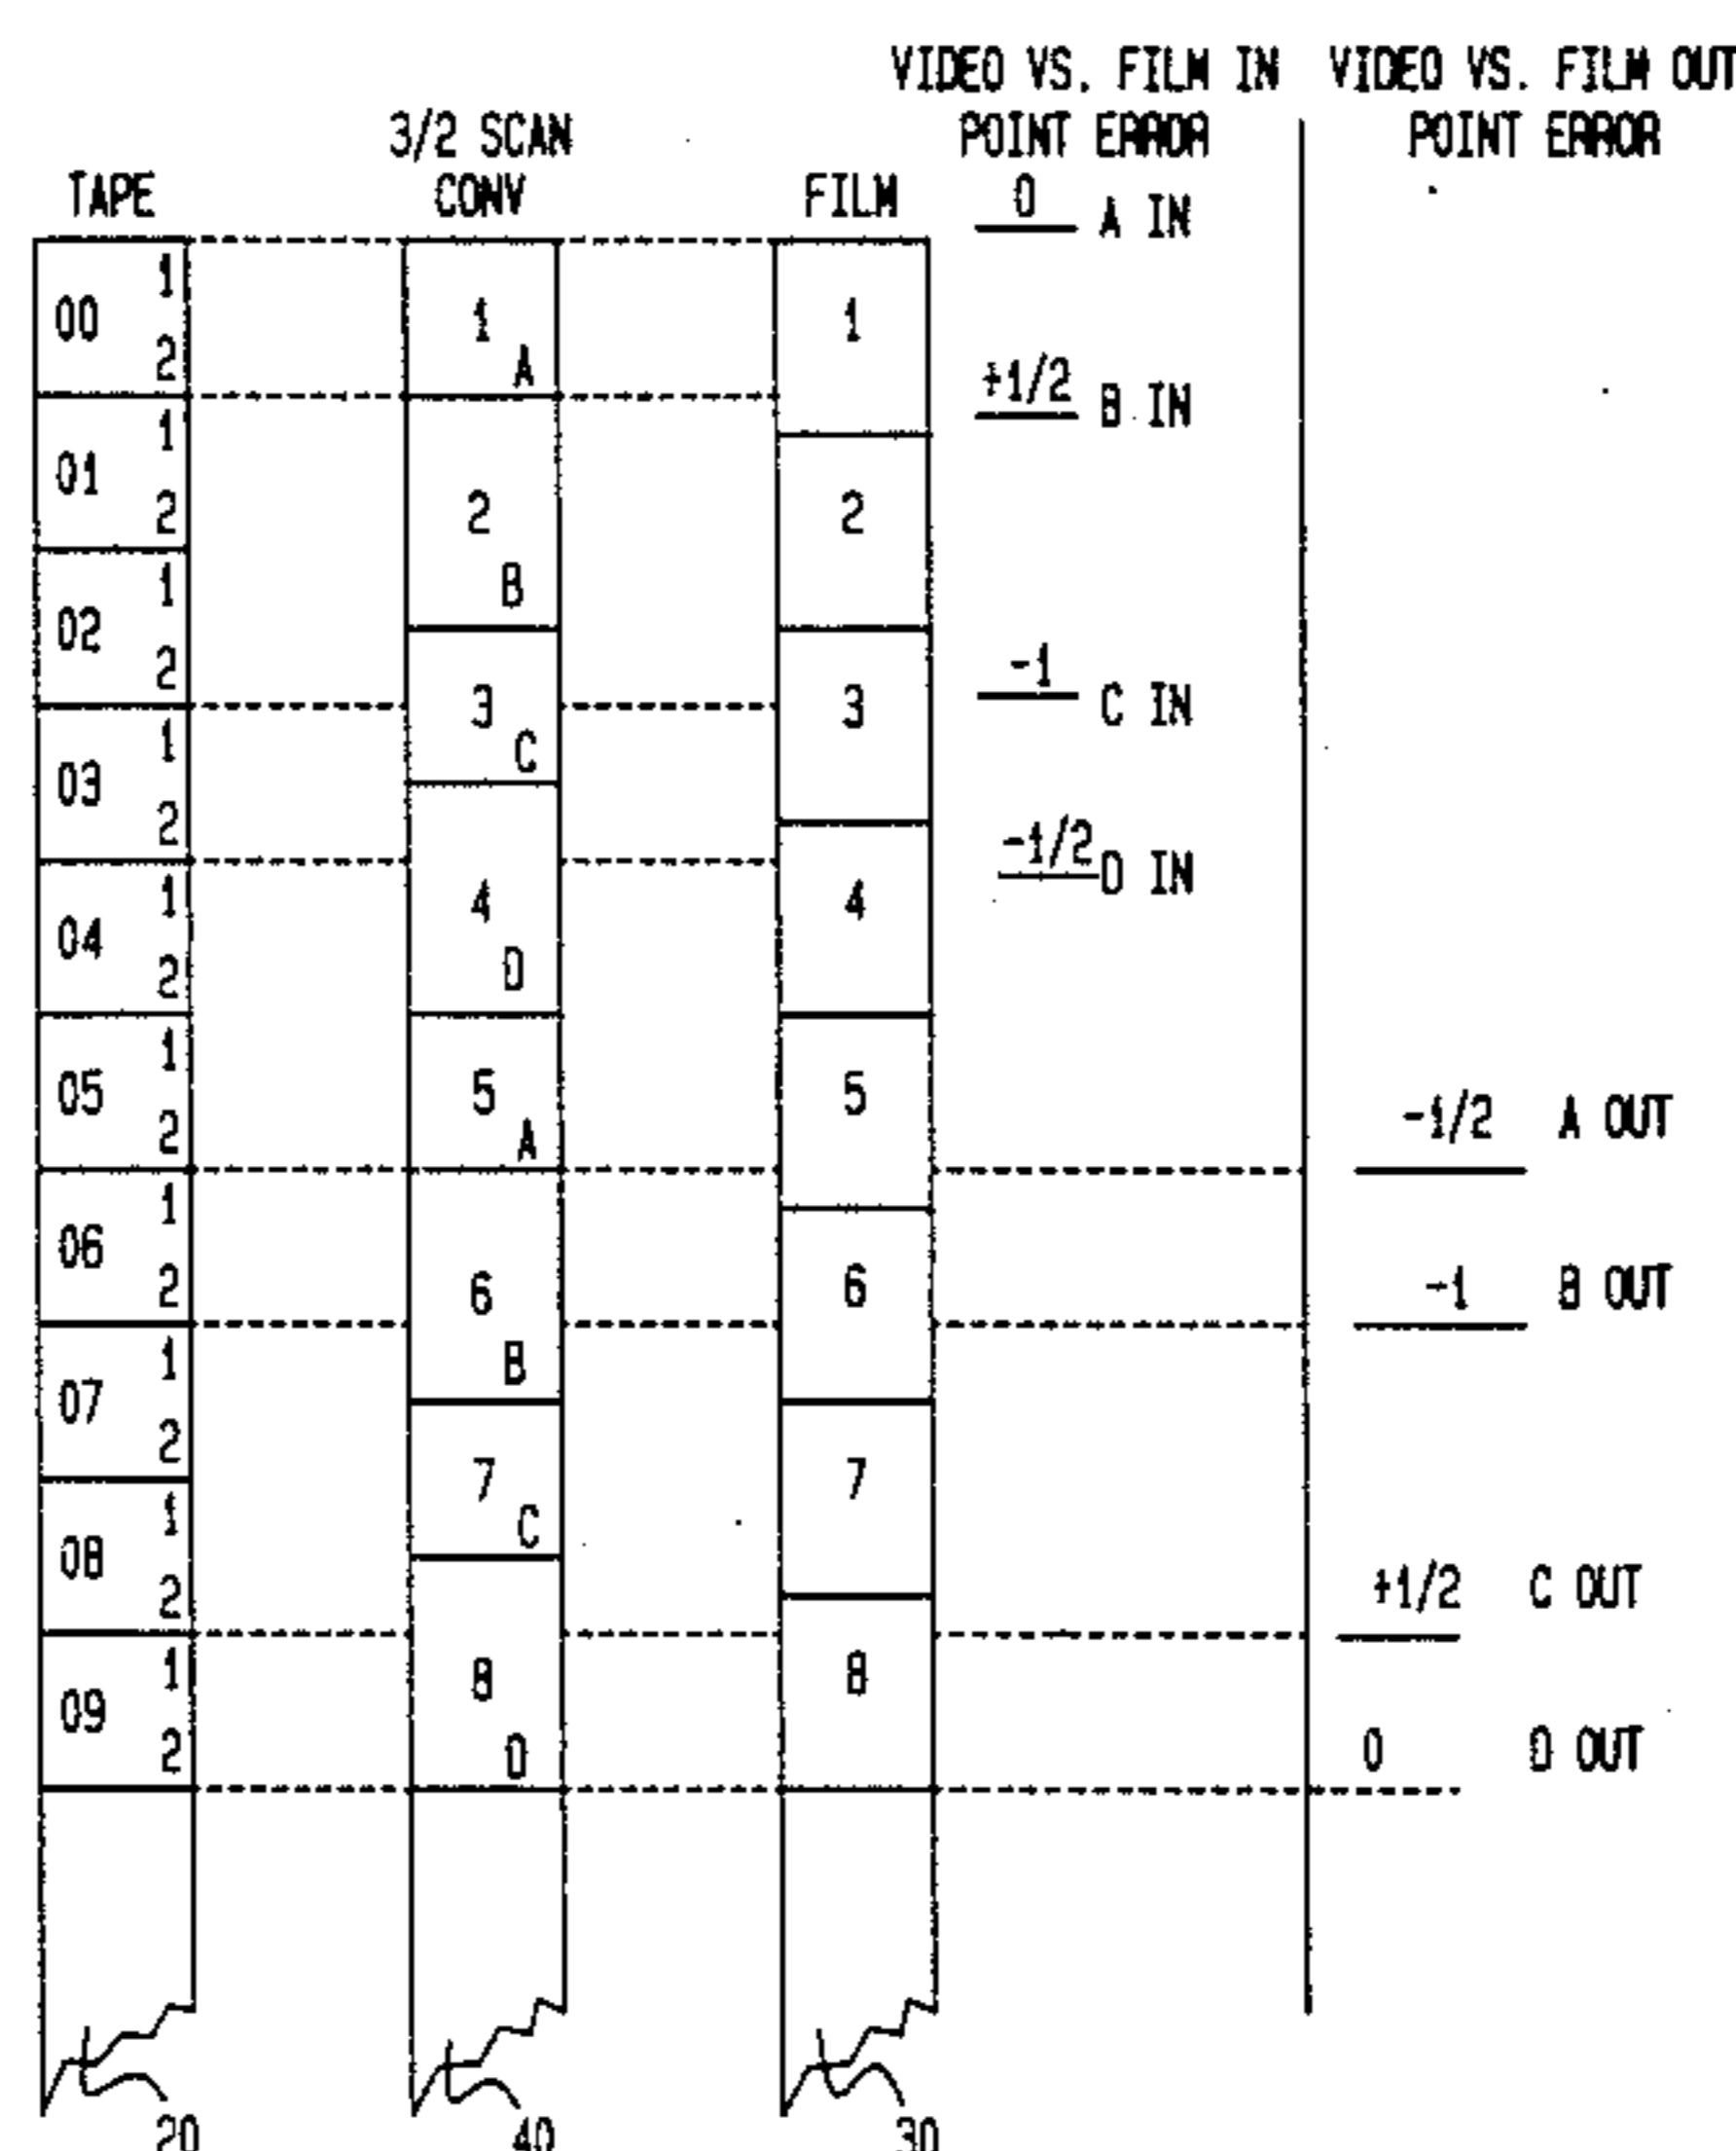 VIDEO VS. FILM IN VIDEO VS. FILM OUT
3/2 SCAN POINT ERROR POINT ERROR
TAPE CONV FILM 0 A IN
00 1 2 1 A 1
+1/2 B IN
01 1 2 2 B 2
02 1 2
3 C 3 -1 C IN
03 1 2
-1/2 D IN
04 1 2 4 D 4
05 1 2 5 A 5 -1/2 A OUT
06 1 2 6 B 6 -1 B OUT
07 1 2
08 1 2 7 C 7 +1/2 C OUT
09 1 2 8 D 8 0 D OUT
20 40 30